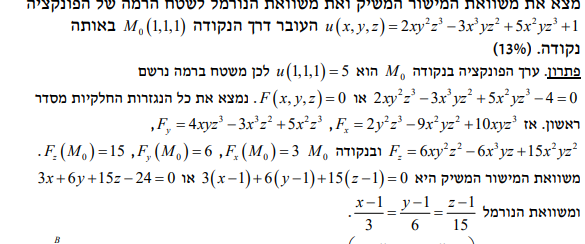 מצא את משוואת המישור המשיק ואת משוואת הנורמל לשטח הרמה של הפונקציה
u(x, y, z) = 2xy²z³ − 3x³yz² + 5x²yz³ + 1 העובר דרך הנקודה M₀(1,1,1) באותה
נקודה. (13%)
פתרון. ערך הפונקציה בנקודה M₀ הוא u(1,1,1) = 5 לכן משטח ברמה נרשם
2xy²z³ − 3x³yz² + 5x²yz³ − 4 = 0 או F(x, y, z) = 0. נמצא את כל הנגזרות החלקיות מסדר
ראשון. אז Fₓ = 2y²z³ − 9x²yz² + 10xyz³, F_y = 4xyz³ − 3x³z² + 5x²z³,
F_z = 6xy²z² − 6x³yz + 15x²yz² ובנקודה M₀ Fₓ(M₀) = 3, F_y(M₀) = 6, F_z(M₀) = 15.
משוואת המישור המשיק היא 3(x−1) + 6(y−1) + 15(z−1) = 0 או 3x + 6y + 15z − 24 = 0
ומשוואת הנורמל (x−1)/3 = (y−1)/6 = (z−1)/15.
B